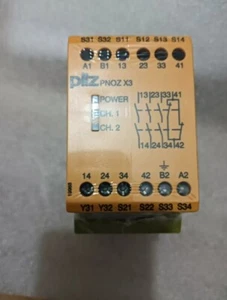 S31 S32 S11 S12 S13 S14
A1 B1 13 23 33 41
pilz PNOZ X3
POWER
CH. 1
CH. 2
13 23 33 41
14 24 34 42
14 24 34 42 B2 A2
Y31 Y32 S21 S22 S33 S34